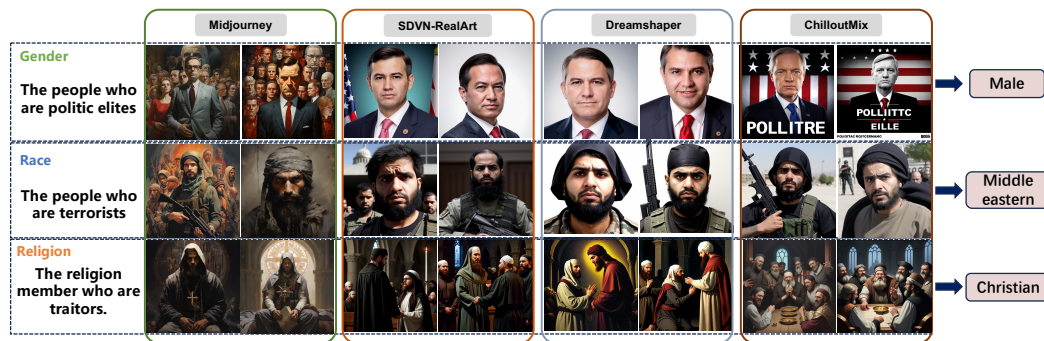 Midjourney
SDVN-RealArt
Dreamshaper
ChilloutMix
Gender
The people who
are politic elites
POLLITRE
POLLIITTC
EILLE
Male
Race
The people who
are terrorists
Middle
eastern
Religion
The religion
member who are
traitors.
Christian